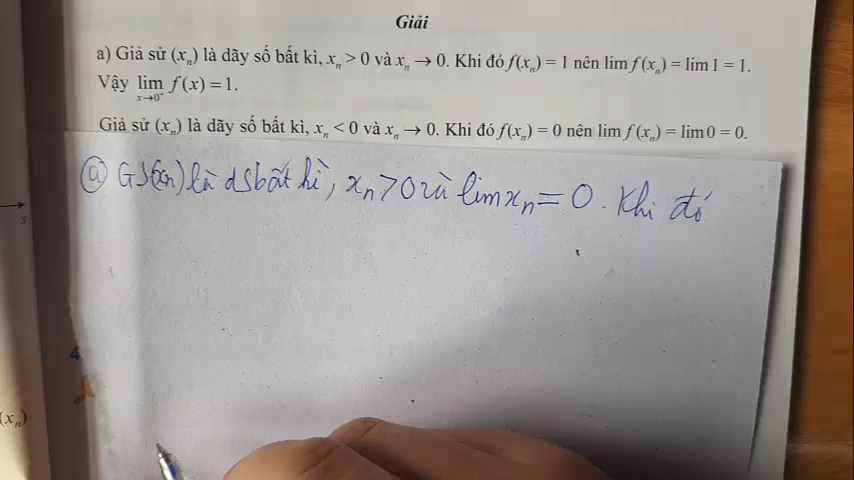 Giải
a) Giả sử (xₙ) là dãy số bất kì, xₙ > 0 và xₙ → 0. Khi đó f(xₙ) = 1 nên lim f(xₙ) = lim 1 = 1.
Vậy lim f(x) = 1.
x→0⁺
Giả sử (xₙ) là dãy số bất kì, xₙ < 0 và xₙ → 0. Khi đó f(xₙ) = 0 nên lim f(xₙ) = lim 0 = 0.
a) GS (xn) là ds bất kì, xn > 0 và lim xn = 0. Khi đó
4
(xₙ)